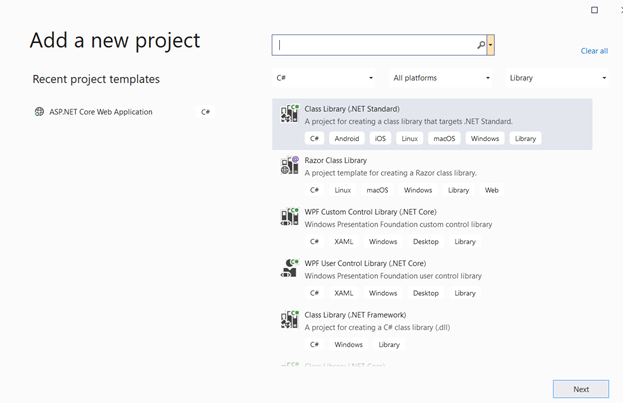 Add a new project
Clear all
Recent project templates
C#
All platforms
Library
ASP.NET Core Web Application
C#
Class Library (.NET Standard)
A project for creating a class library that targets .NET Standard.
C# Android iOS Linux macOS Windows Library
Razor Class Library
A project template for creating a Razor class library.
C# Linux macOS Windows Library Web
WPF Custom Control Library (.NET Core)
Windows Presentation Foundation custom control library
C# XAML Windows Desktop Library
WPF User Control Library (.NET Core)
Windows Presentation Foundation user control library
C# XAML Windows Desktop Library
Class Library (.NET Framework)
A project for creating a C# class library (.dll)
C# Windows Library
Class Library (.NET Core)
Next